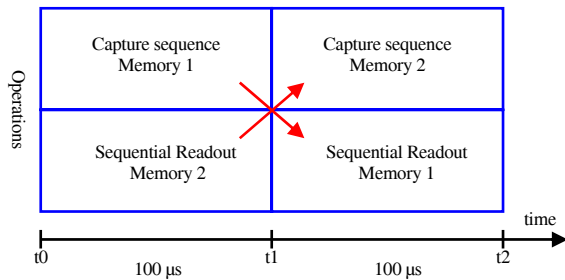 Operations
Capture sequence
Memory 1
Capture sequence
Memory 2
Sequential Readout
Memory 2
Sequential Readout
Memory 1
time
t0
t1
t2
100 µs
100 µs